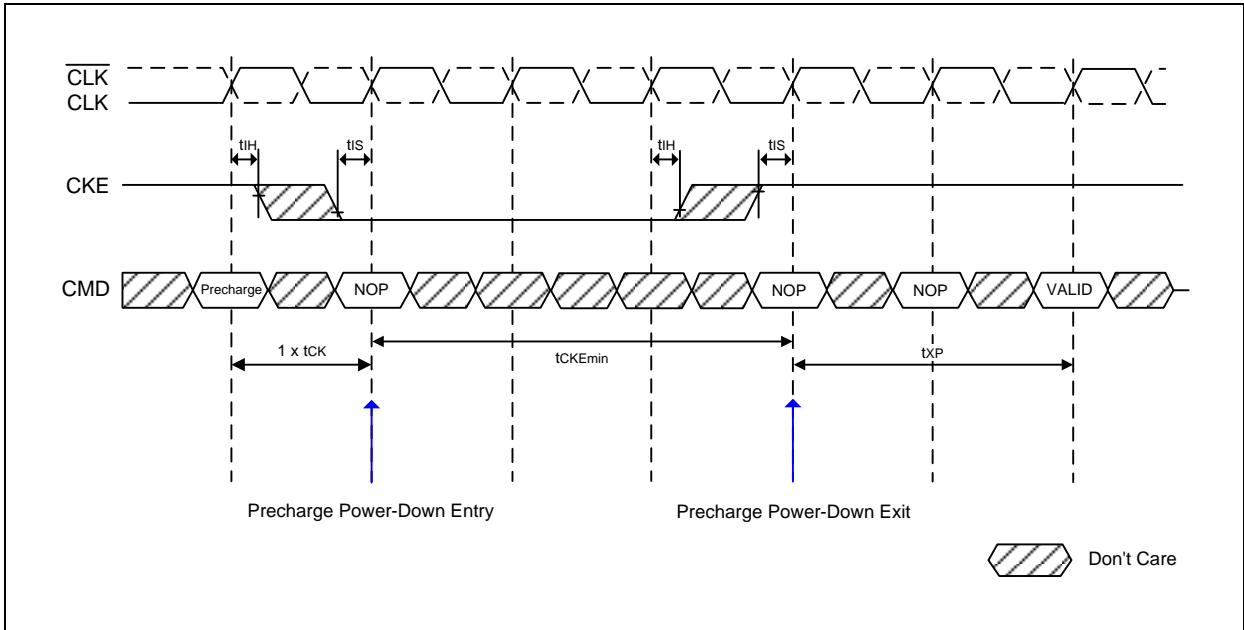 CLK
CLK
tIH
tIS
tIH
tIS
CKE
CMD
Precharge
NOP
NOP
NOP
VALID
1 x tCK
tCKEmin
tXP
Precharge Power-Down Entry
Precharge Power-Down Exit
Don't Care